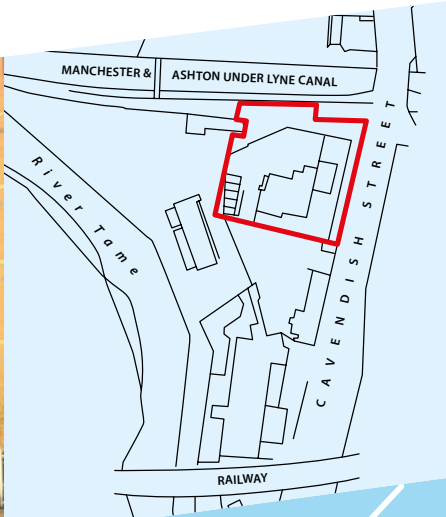 MANCHESTER &
ASHTON UNDER LYNE CANAL
River Tame
CAVENDISH STREET
RAILWAY